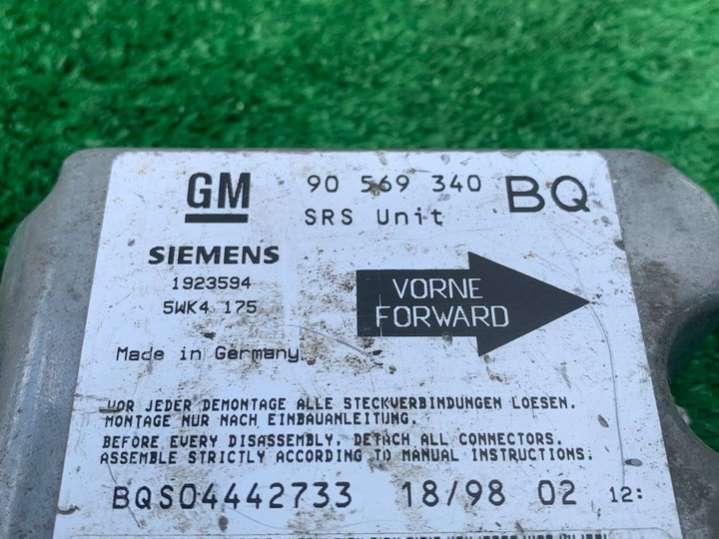 GM 90 569 340 BQ
SRS Unit
SIEMENS
1923594
5WK4 175
VORNE
FORWARD
Made in Germany.
VOR JEDER DEMONTAGE ALLE STECKVERBINDUNGEN LOESEN.
MONTAGE NUR NACH EINBAUANLEITUNG.
BEFORE EVERY DISASSEMBLY, DETACH ALL CONNECTORS.
ASSEMBLE STRICTLY ACCORDING TO MANUAL INSTRUCTIONS.
BQS04442733 18/98 02 12: